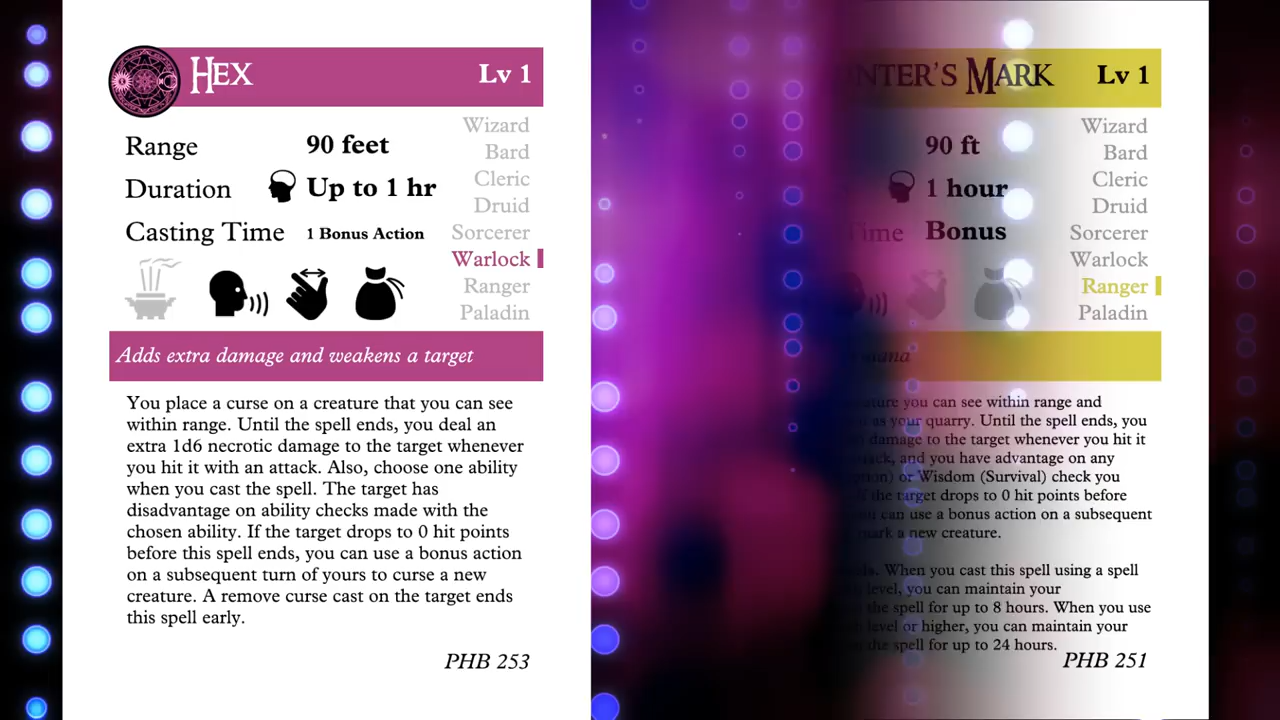 HEX
Lv 1
Range 90 feet
Duration Up to 1 hr
Casting Time 1 Bonus Action
Wizard
Bard
Cleric
Druid
Sorcerer
Warlock
Ranger
Paladin
Adds extra damage and weakens a target
You place a curse on a creature that you can see
within range. Until the spell ends, you deal an
extra 1d6 necrotic damage to the target whenever
you hit it with an attack. Also, choose one ability
when you cast the spell. The target has
disadvantage on ability checks made with the
chosen ability. If the target drops to 0 hit points
before this spell ends, you can use a bonus action
on a subsequent turn of yours to curse a new
creature. A remove curse cast on the target ends
this spell early.
PHB 253
MARK
Lv 1
90 ft
1 hour
Time Bonus
Wizard
Bard
Cleric
Druid
Sorcerer
Warlock
Ranger
Paladin
you can see within range and
as your quarry. Until the spell ends, you
damage to the target whenever you hit it
and you have advantage on any
or Wisdom (Survival) check you
If the target drops to 0 hit points before
can use a bonus action on a subsequent
mark a new creature.
When you cast this spell using a spell
level, you can maintain your
the spell for up to 8 hours. When you use
level or higher, you can maintain your
the spell for up to 24 hours.
PHB 251